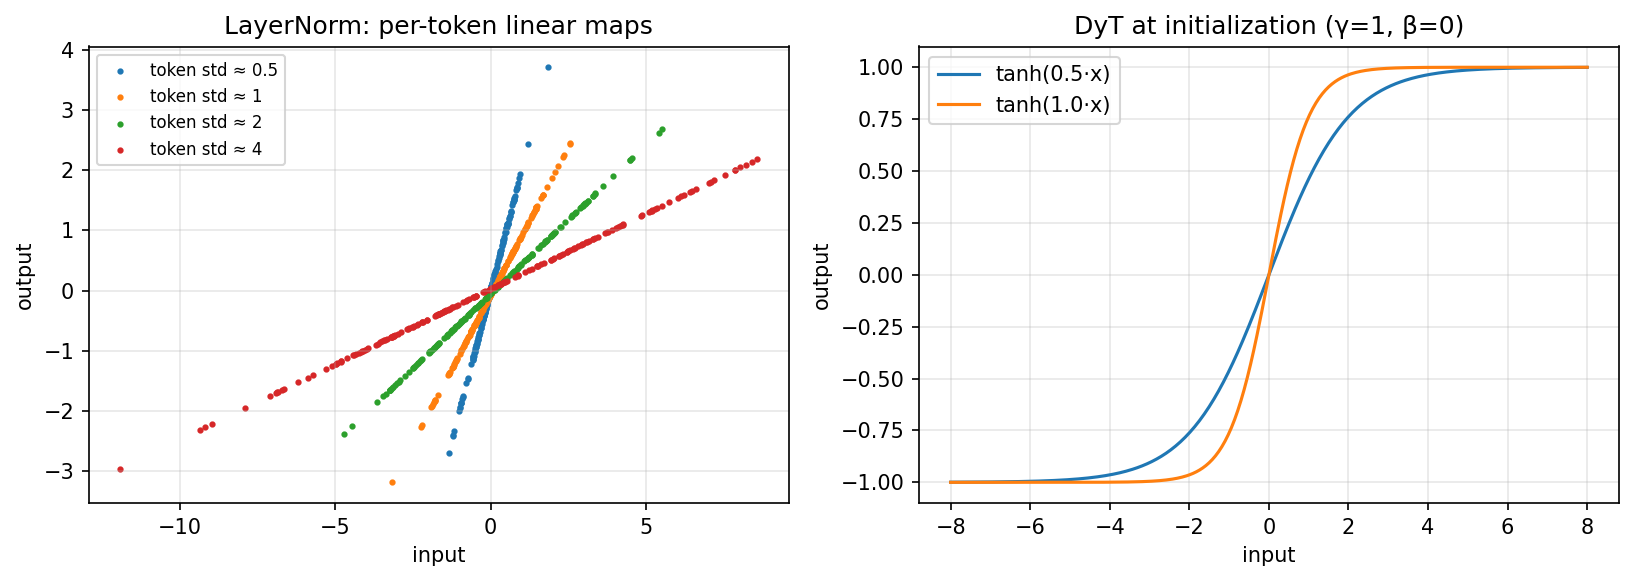 LayerNorm: per-token linear maps
token std ≈ 0.5
token std ≈ 1
token std ≈ 2
token std ≈ 4
4
3
2
1
0
−1
−2
−3
output
−10
−5
0
5
input
DyT at initialization (γ=1, β=0)
tanh(0.5·x)
tanh(1.0·x)
1.00
0.75
0.50
0.25
0.00
−0.25
−0.50
−0.75
−1.00
output
−8
−6
−4
−2
0
2
4
6
8
input